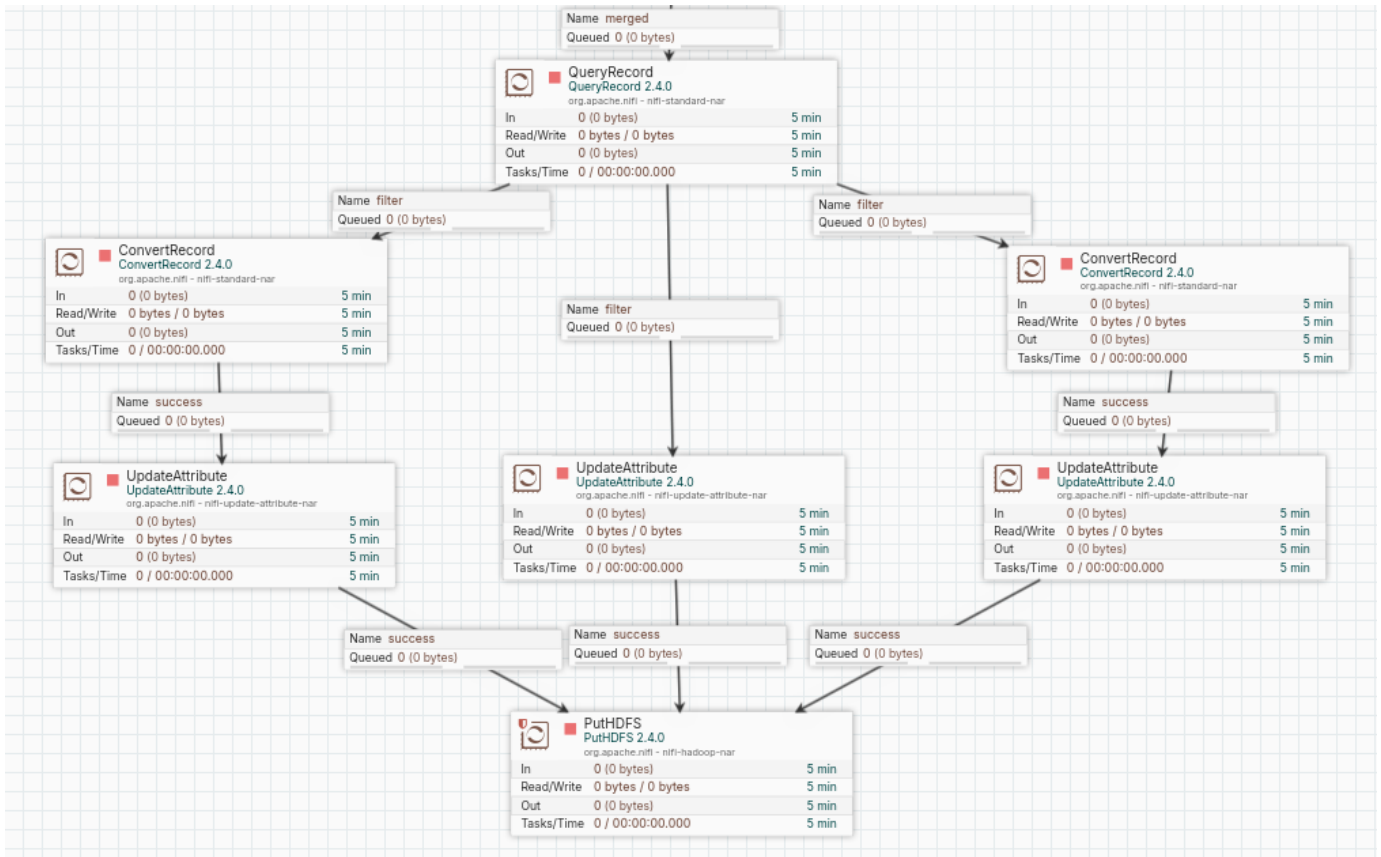 Name merged
Queued 0 (0 bytes)
QueryRecord
QueryRecord 2.4.0
org.apache.nifi - nifi-standard-nar
In 0 (0 bytes) 5 min
Read/Write 0 bytes / 0 bytes 5 min
Out 0 (0 bytes) 5 min
Tasks/Time 0 / 00:00:00.000 5 min
Name filter
Queued 0 (0 bytes)
Name filter
Queued 0 (0 bytes)
ConvertRecord
ConvertRecord 2.4.0
org.apache.nifi - nifi-standard-nar
In 0 (0 bytes) 5 min
Read/Write 0 bytes / 0 bytes 5 min
Out 0 (0 bytes) 5 min
Tasks/Time 0 / 00:00:00.000 5 min
Name filter
Queued 0 (0 bytes)
ConvertRecord
ConvertRecord 2.4.0
org.apache.nifi - nifi-standard-nar
In 0 (0 bytes) 5 min
Read/Write 0 bytes / 0 bytes 5 min
Out 0 (0 bytes) 5 min
Tasks/Time 0 / 00:00:00.000 5 min
Name success
Queued 0 (0 bytes)
Name success
Queued 0 (0 bytes)
UpdateAttribute
UpdateAttribute 2.4.0
org.apache.nifi - nifi-update-attribute-nar
In 0 (0 bytes) 5 min
Read/Write 0 bytes / 0 bytes 5 min
Out 0 (0 bytes) 5 min
Tasks/Time 0 / 00:00:00.000 5 min
UpdateAttribute
UpdateAttribute 2.4.0
org.apache.nifi - nifi-update-attribute-nar
In 0 (0 bytes) 5 min
Read/Write 0 bytes / 0 bytes 5 min
Out 0 (0 bytes) 5 min
Tasks/Time 0 / 00:00:00.000 5 min
UpdateAttribute
UpdateAttribute 2.4.0
org.apache.nifi - nifi-update-attribute-nar
In 0 (0 bytes) 5 min
Read/Write 0 bytes / 0 bytes 5 min
Out 0 (0 bytes) 5 min
Tasks/Time 0 / 00:00:00.000 5 min
Name success
Queued 0 (0 bytes)
Name success
Queued 0 (0 bytes)
Name success
Queued 0 (0 bytes)
PutHDFS
PutHDFS 2.4.0
org.apache.nifi - nifi-hadoop-nar
In 0 (0 bytes) 5 min
Read/Write 0 bytes / 0 bytes 5 min
Out 0 (0 bytes) 5 min
Tasks/Time 0 / 00:00:00.000 5 min